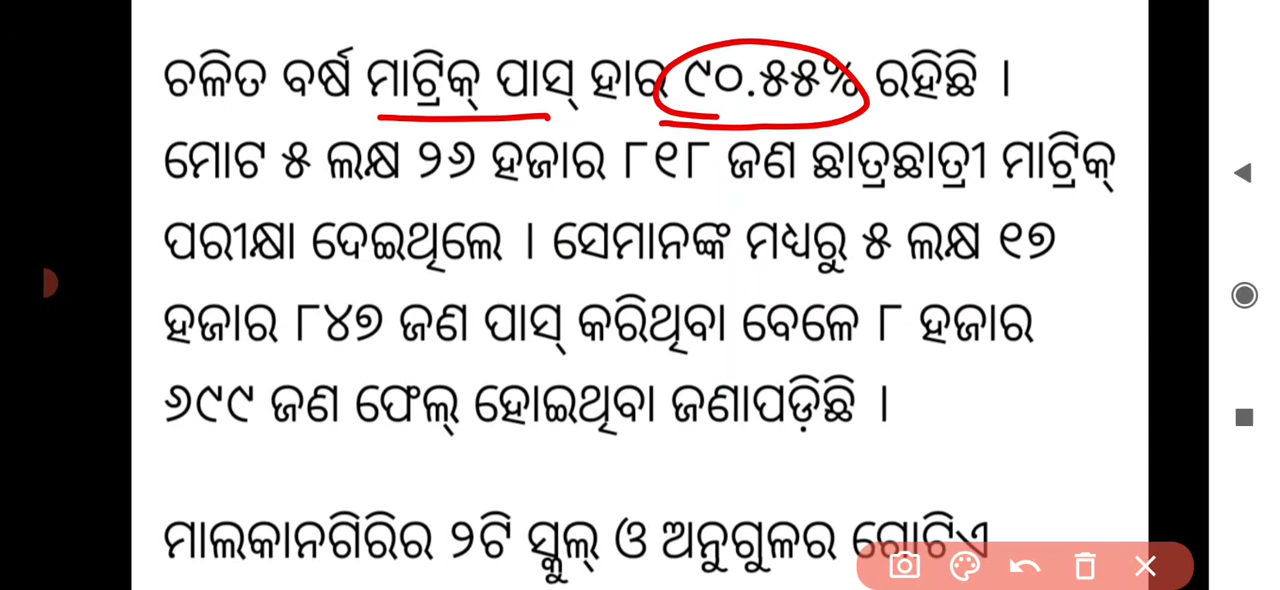 ଚଳିତ ବର୍ଷ ମାଟ୍ରିକ୍ ପାସ୍ ହାର ୯୦.୫୫% ରହିଛି ।
ମୋଟ ୫ ଲକ୍ଷ ୨୬ ହଜାର ୮୧୮ ଜଣ ଛାତ୍ରଛାତ୍ରୀ ମାଟ୍ରିକ୍
ପରୀକ୍ଷା ଦେଇଥିଲେ । ସେମାନଙ୍କ ମଧ୍ୟରୁ ୫ ଲକ୍ଷ ୧୭
ହଜାର ୮୪୭ ଜଣ ପାସ୍ କରିଥିବା ବେଳେ ୮ ହଜାର
୬୯୯ ଜଣ ଫେଲ୍ ହୋଇଥିବା ଜଣାପଡ଼ିଛି ।
ମାଲକାନଗିରିର ୨ଟି ସ୍କୁଲ୍ ଓ ଅନୁଗୁଳର ଗୋଟିଏ